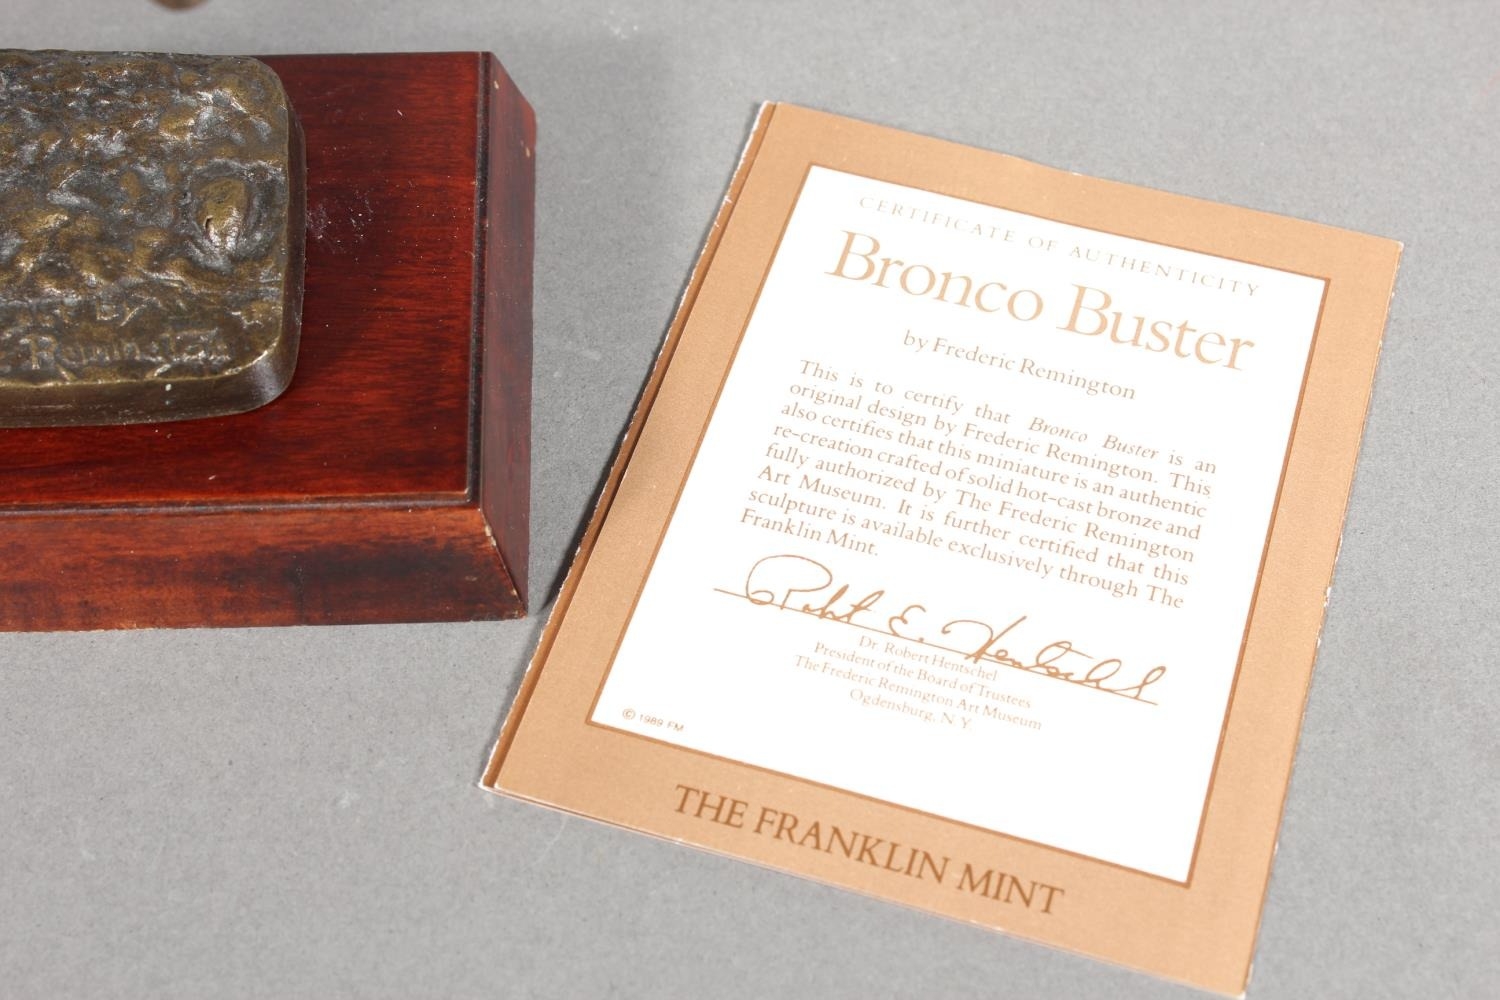 Remington
CERTIFICATE OF AUTHENTICITY
Bronco Buster
by Frederic Remington
This is to certify that Bronco Buster is an
original design by Frederic Remington. This
also certifies that this miniature is an authentic
re-creation crafted of solid hot-cast bronze and
fully authorized by The Frederic Remington
Art Museum. It is further certified that this
sculpture is available exclusively through The
Franklin Mint.
Robt E. Hentschel
Dr. Robert Hentschel
President of the Board of Trustees
The Frederic Remington Art Museum
Ogdensburg, N.Y.
© 1989 FM
THE FRANKLIN MINT